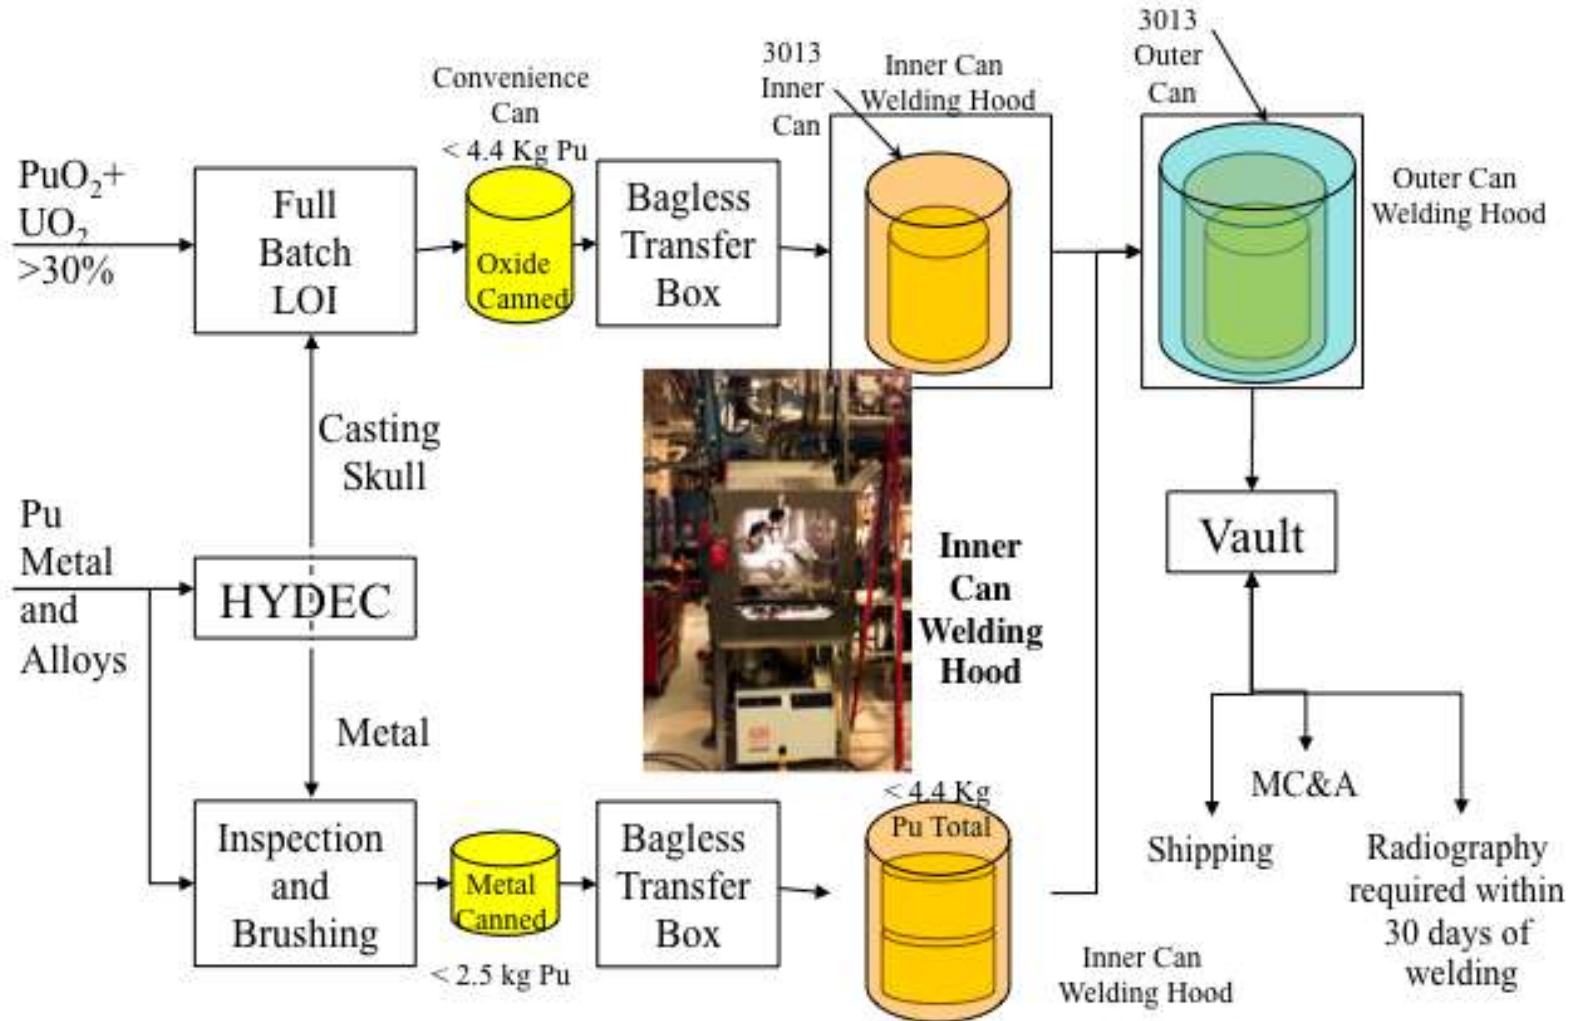 3013
Outer
Can
3013
Inner
Can
Inner Can
Welding Hood
Convenience
Can
< 4.4 Kg Pu
PuO₂+
UO₂
>30%
Full
Batch
LOI
Oxide
Canned
Bagless
Transfer
Box
Outer Can
Welding Hood
Casting
Skull
Pu
Metal
and
Alloys
HYDEC
Inner
Can
Welding
Hood
Vault
Metal
Inspection
and
Brushing
Metal
Canned
< 2.5 kg Pu
Bagless
Transfer
Box
< 4.4 Kg
Pu Total
Inner Can
Welding Hood
MC&A
Shipping
Radiography
required within
30 days of
welding